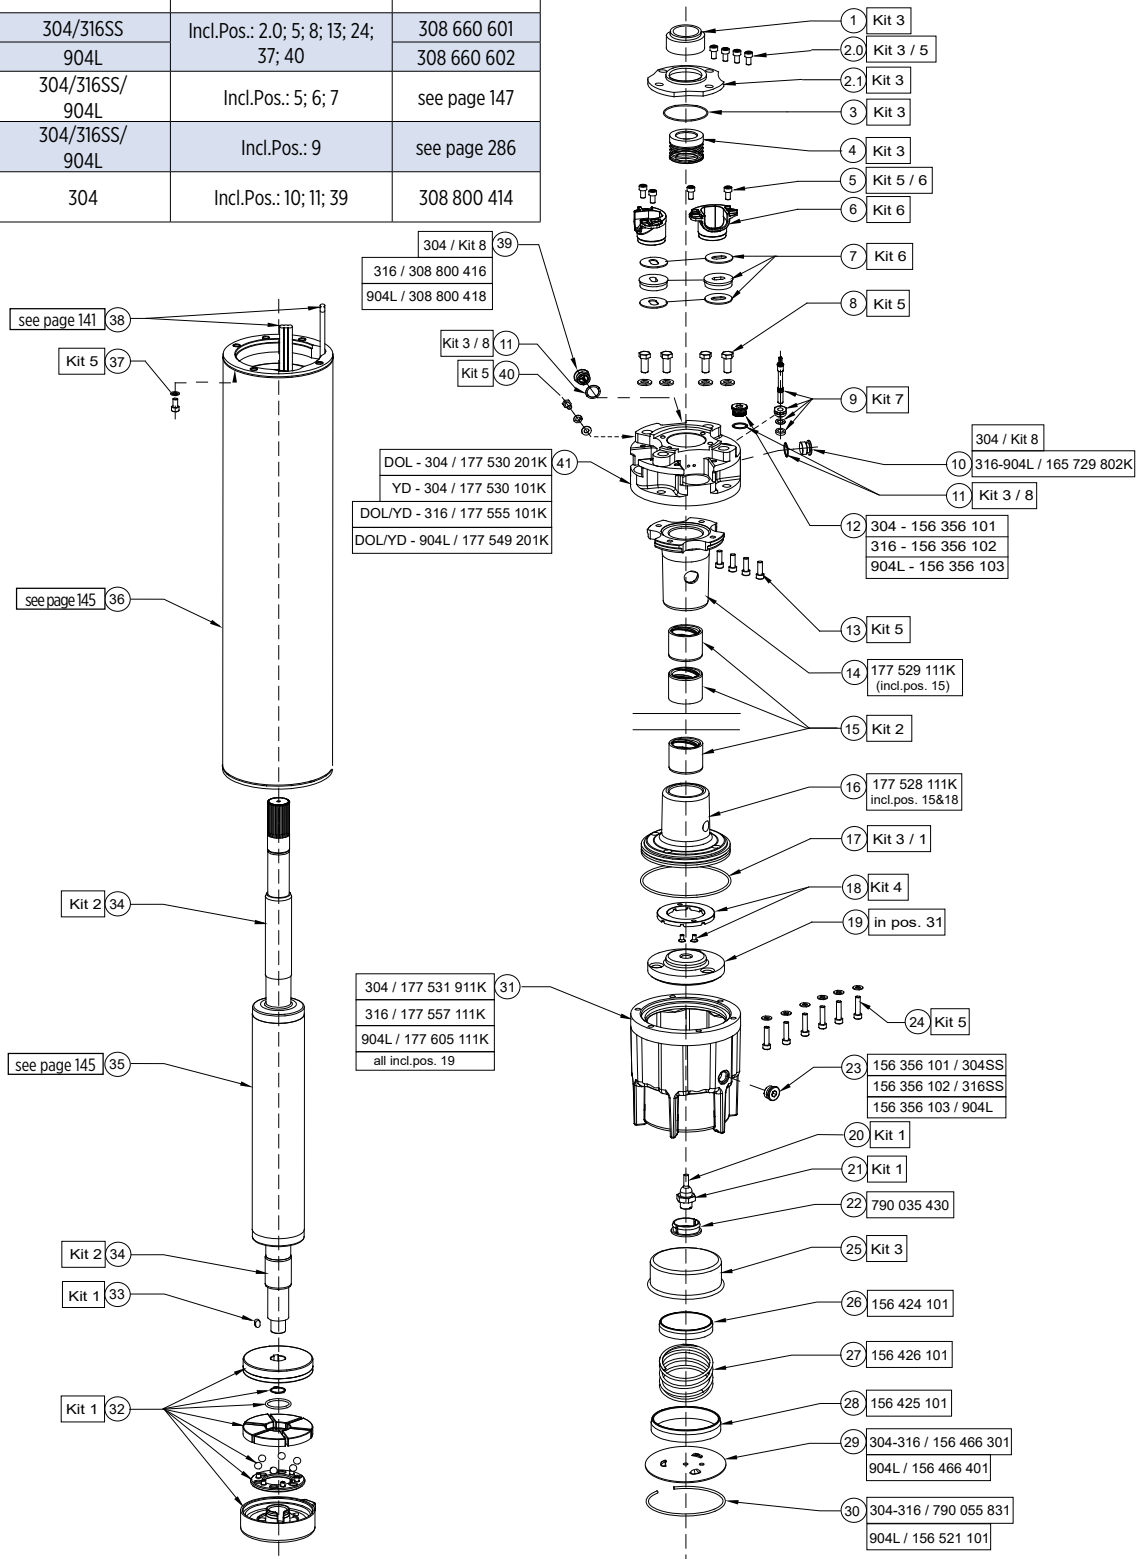 304/316SS
Incl.Pos.: 2.0; 5; 8; 13; 24;
37; 40
308 660 601
904L
308 660 602
304/316SS/
904L
Incl.Pos.: 5; 6; 7
see page 147
304/316SS/
904L
Incl.Pos.: 9
see page 286
304
Incl.Pos.: 10; 11; 39
308 800 414
1 Kit 3
2.0 Kit 3 / 5
2.1 Kit 3
3 Kit 3
4 Kit 3
5 Kit 5 / 6
6 Kit 6
7 Kit 6
8 Kit 5
9 Kit 7
304 / Kit 8
10 316-904L / 165 729 802K
11 Kit 3 / 8
12 304 - 156 356 101
316 - 156 356 102
904L - 156 356 103
13 Kit 5
14 177 529 111K
(incl.pos. 15)
15 Kit 2
16 177 528 111K
incl.pos. 15&18
17 Kit 3 / 1
18 Kit 4
19 in pos. 31
24 Kit 5
23 156 356 101 / 304SS
156 356 102 / 316SS
156 356 103 / 904L
20 Kit 1
21 Kit 1
22 790 035 430
25 Kit 3
26 156 424 101
27 156 426 101
28 156 425 101
29 304-316 / 156 466 301
904L / 156 466 401
30 304-316 / 790 055 831
904L / 156 521 101
304 / Kit 8 39
316 / 308 800 416
904L / 308 800 418
Kit 3 / 8 11
Kit 5 40
DOL - 304 / 177 530 201K 41
YD - 304 / 177 530 101K
DOL/YD - 316 / 177 555 101K
DOL/YD - 904L / 177 549 201K
304 / 177 531 911K 31
316 / 177 557 111K
904L / 177 605 111K
all incl.pos. 19
see page 141 38
Kit 5 37
see page 145 36
Kit 2 34
see page 145 35
Kit 2 34
Kit 1 33
Kit 1 32